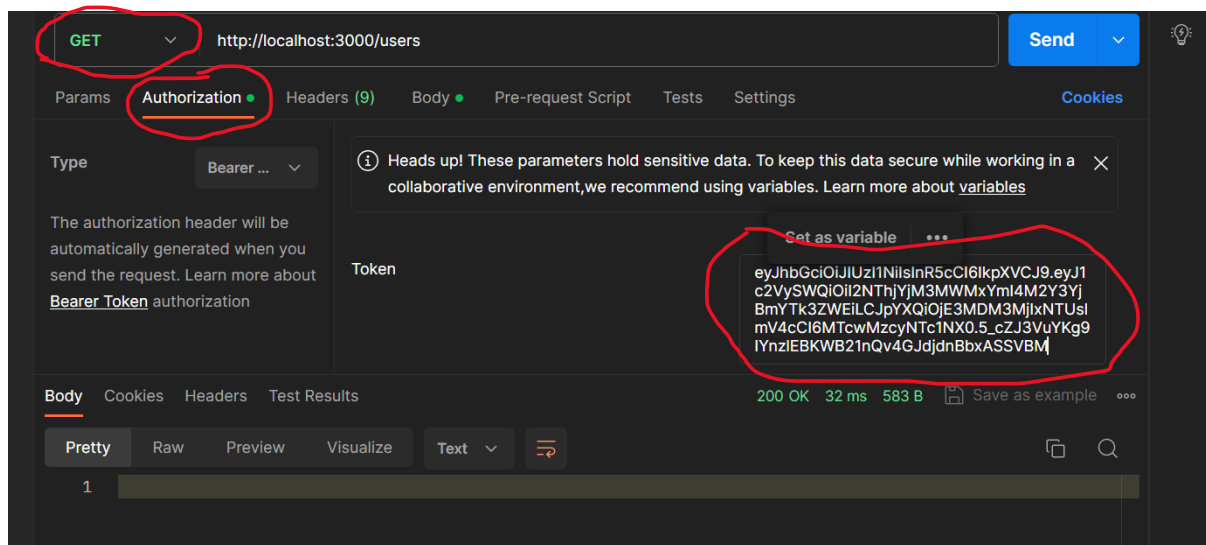 GET http://localhost:3000/users Send
Params Authorization Headers (9) Body Pre-request Script Tests Settings Cookies
Type Bearer ...
Heads up! These parameters hold sensitive data. To keep this data secure while working in a
collaborative environment,we recommend using variables. Learn more about variables
The authorization header will be
automatically generated when you
send the request. Learn more about
Bearer Token authorization
Set as variable
Token
eyJhbGciOiJIUzI1NiIsInR5cCI6IkpXVCJ9.eyJ1
c2VySWQiOiI2NThjYjM3MWMxYmI4M2Y3Yj
BmYTk3ZWEiLCJpYXQiOjE3MDM3MjIxNTUsI
mV4cCI6MTcwMzcyNTc1NX0.5_cZJ3VuYKg9
IYnzlEBKWB21nQv4GJdjdnBbxASSVBM
Body Cookies Headers Test Results 200 OK 32 ms 583 B Save as example
Pretty Raw Preview Visualize Text
1